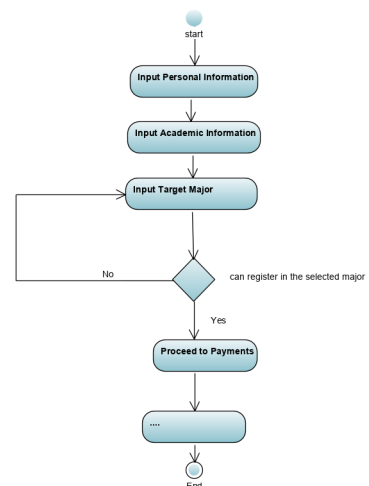 start
Input Personal Information
Input Academic Information
Input Target Major
No
can register in the selected major
Yes
Proceed to Payments
....
End